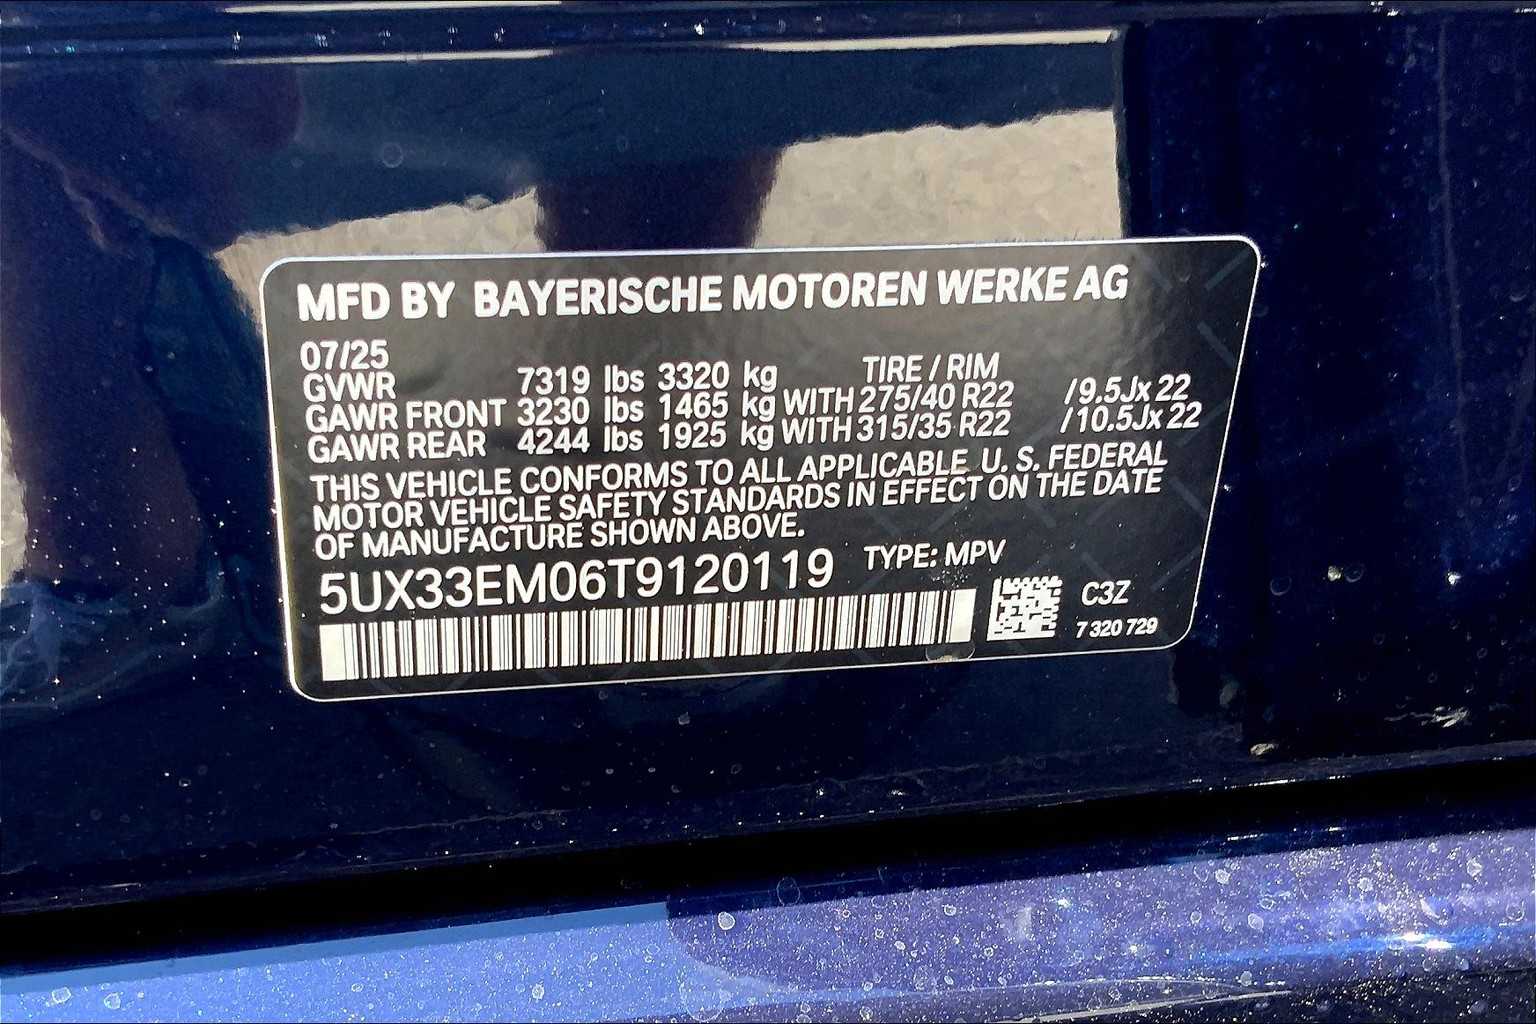 MFD BY BAYERISCHE MOTOREN WERKE AG
07/25
TIRE / RIM
GVWR 7319 lbs 3320 kg
GAWR FRONT 3230 lbs 1465 kg WITH 275/40 R22 /9.5Jx 22
GAWR REAR 4244 lbs 1925 kg WITH 315/35 R22 /10.5Jx 22
THIS VEHICLE CONFORMS TO ALL APPLICABLE U. S. FEDERAL
MOTOR VEHICLE SAFETY STANDARDS IN EFFECT ON THE DATE
OF MANUFACTURE SHOWN ABOVE.
5UX33EM06T9120119 TYPE: MPV
C3Z
7 320 729